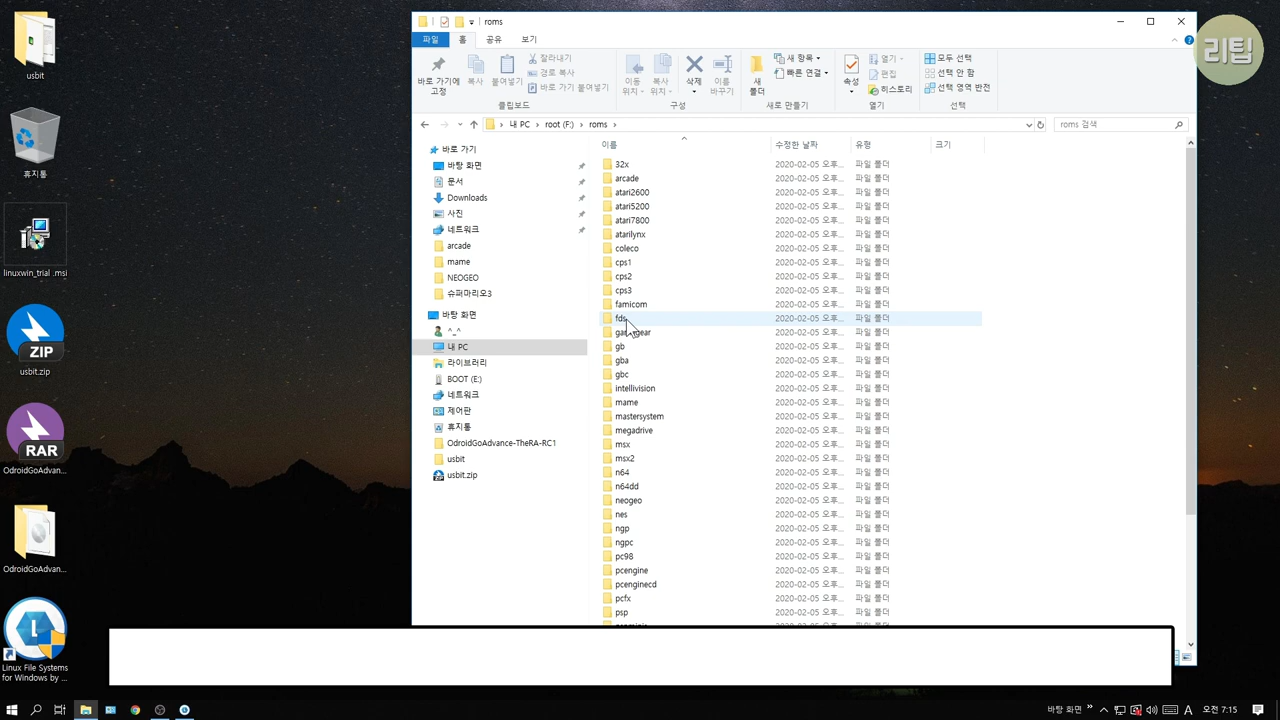 roms
파일
홈
공유
보기
바로 가기에
고정
복사
붙여넣기
잘라내기
경로 복사
바로 가기 붙여넣기
클립보드
이동
위치
복사
위치
삭제
이름
바꾸기
구성
새
폴더
새 항목
빠른 연결
새로 만들기
속성
열기
편집
히스토리
열기
모두 선택
선택 안 함
선택 영역 반전
선택
내 PC > root (F:) > roms >
roms 검색
이름 수정한 날짜 유형 크기
바로 가기
바탕 화면
문서
Downloads
사진
네트워크
arcade
mame
NEOGEO
슈퍼마리오3
바탕 화면
^_^
내 PC
라이브러리
BOOT (E:)
네트워크
제어판
휴지통
OdroidGoAdvance-TheRA-RC1
usbit
usbit.zip
32x 2020-02-05 오후... 파일 폴더
arcade 2020-02-05 오후... 파일 폴더
atari2600 2020-02-05 오후... 파일 폴더
atari5200 2020-02-05 오후... 파일 폴더
atari7800 2020-02-05 오후... 파일 폴더
atarilynx 2020-02-05 오후... 파일 폴더
coleco 2020-02-05 오후... 파일 폴더
cps1 2020-02-05 오후... 파일 폴더
cps2 2020-02-05 오후... 파일 폴더
cps3 2020-02-05 오후... 파일 폴더
famicom 2020-02-05 오후... 파일 폴더
fds 2020-02-05 오후... 파일 폴더
gamegear 2020-02-05 오후... 파일 폴더
gb 2020-02-05 오후... 파일 폴더
gba 2020-02-05 오후... 파일 폴더
gbc 2020-02-05 오후... 파일 폴더
intellivision 2020-02-05 오후... 파일 폴더
mame 2020-02-05 오후... 파일 폴더
mastersystem 2020-02-05 오후... 파일 폴더
megadrive 2020-02-05 오후... 파일 폴더
msx 2020-02-05 오후... 파일 폴더
msx2 2020-02-05 오후... 파일 폴더
n64 2020-02-05 오후... 파일 폴더
n64dd 2020-02-05 오후... 파일 폴더
neogeo 2020-02-05 오후... 파일 폴더
nes 2020-02-05 오후... 파일 폴더
ngp 2020-02-05 오후... 파일 폴더
ngpc 2020-02-05 오후... 파일 폴더
pc98 2020-02-05 오후... 파일 폴더
pcengine 2020-02-05 오후... 파일 폴더
pcenginecd 2020-02-05 오후... 파일 폴더
pcfx 2020-02-05 오후... 파일 폴더
psp 2020-02-05 오후... 파일 폴더
usbit
휴지통
linuxwin_trial .msi
ZIP
usbit.zip
RAR
OdroidGoAdvan...
OdroidGoAdvan...
L
Linux File Systems
for Windows by ...
리팁
바탕 화면
A
오전 7:15